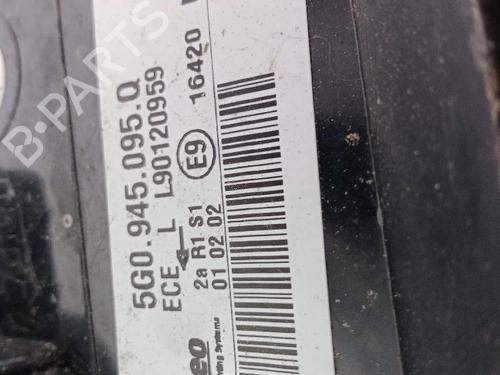 5G0.945.095.Q
ECE L L90120959
2a R1 S1
01 02 02
E9
16420
B-PARTS